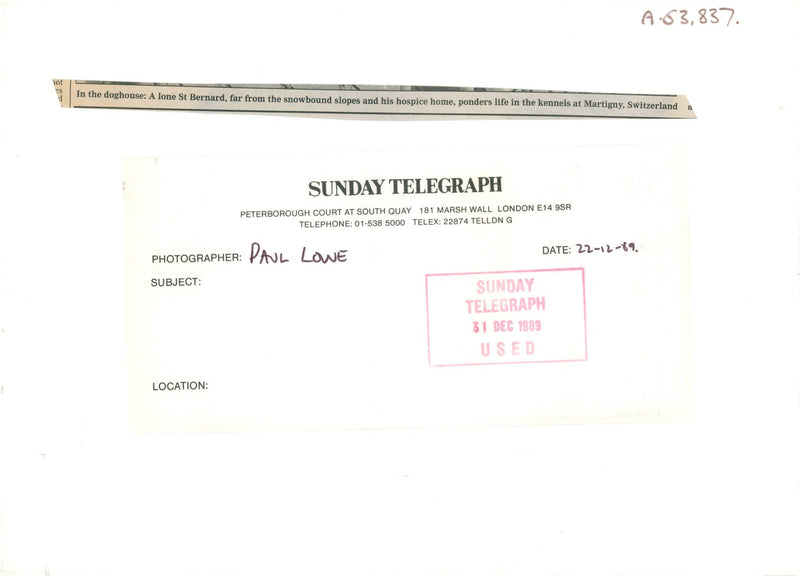 A.53,837.
In the doghouse: A lone St Bernard, far from the snowbound slopes and his hospice home, ponders life in the kennels at Martigny, Switzerland
SUNDAY TELEGRAPH
PETERBOROUGH COURT AT SOUTH QUAY 181 MARSH WALL LONDON E14 9SR
TELEPHONE: 01-538 5000 TELEX: 22874 TELLDN G
PHOTOGRAPHER: PAUL LOWE
DATE: 22-12-89.
SUBJECT:
SUNDAY
TELEGRAPH
31 DEC 1989
USED
LOCATION: